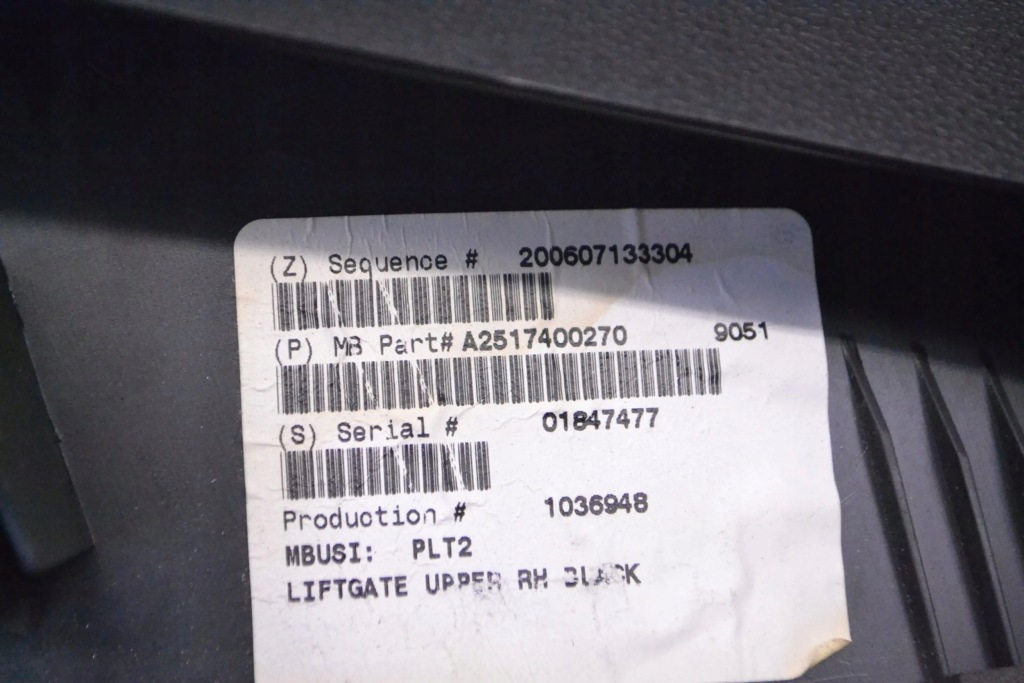 (Z) Sequence # 200607133304
(P) MB Part# A2517400270 9051
(S) Serial # 01847477
Production # 1036948
MBUSI: PLT2
LIFTGATE UPPER RH BLACK